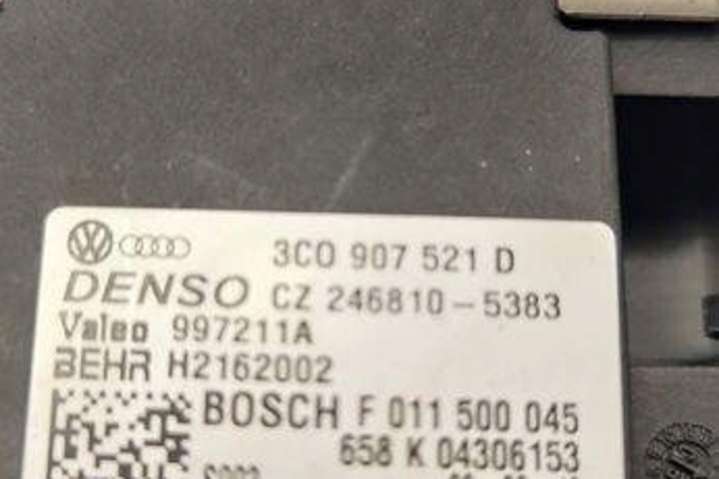 3C0 907 521 D
DENSO CZ 246810-5383
Valeo 997211A
BEHR H2162002
BOSCH F 011 500 045
658 K 04306153